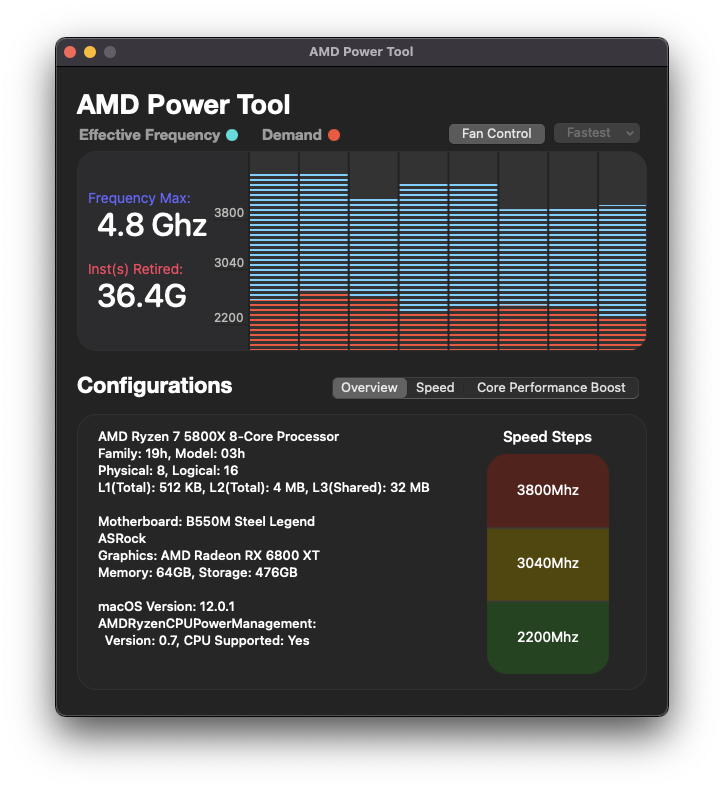 AMD Power Tool
AMD Power Tool
Effective Frequency Demand Fan Control Fastest
Frequency Max:
4.8 Ghz
Inst(s) Retired:
36.4G
3800
3040
2200
Configurations Overview Speed Core Performance Boost
AMD Ryzen 7 5800X 8-Core Processor
Family: 19h, Model: 03h
Physical: 8, Logical: 16
L1(Total): 512 KB, L2(Total): 4 MB, L3(Shared): 32 MB
Motherboard: B550M Steel Legend
ASRock
Graphics: AMD Radeon RX 6800 XT
Memory: 64GB, Storage: 476GB
macOS Version: 12.0.1
AMDRyzenCPUPowerManagement:
Version: 0.7, CPU Supported: Yes
Speed Steps
3800Mhz
3040Mhz
2200Mhz